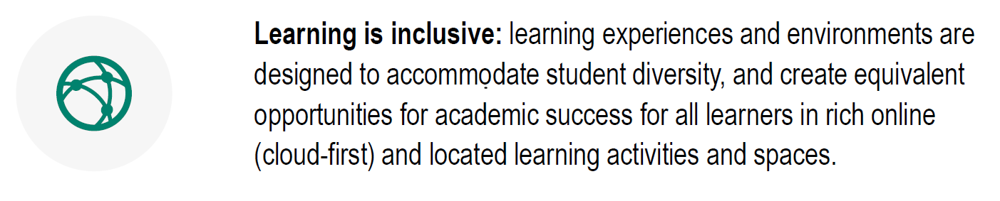 Learning is inclusive: learning experiences and environments are
designed to accommodate student diversity, and create equivalent
opportunities for academic success for all learners in rich online
(cloud-first) and located learning activities and spaces.